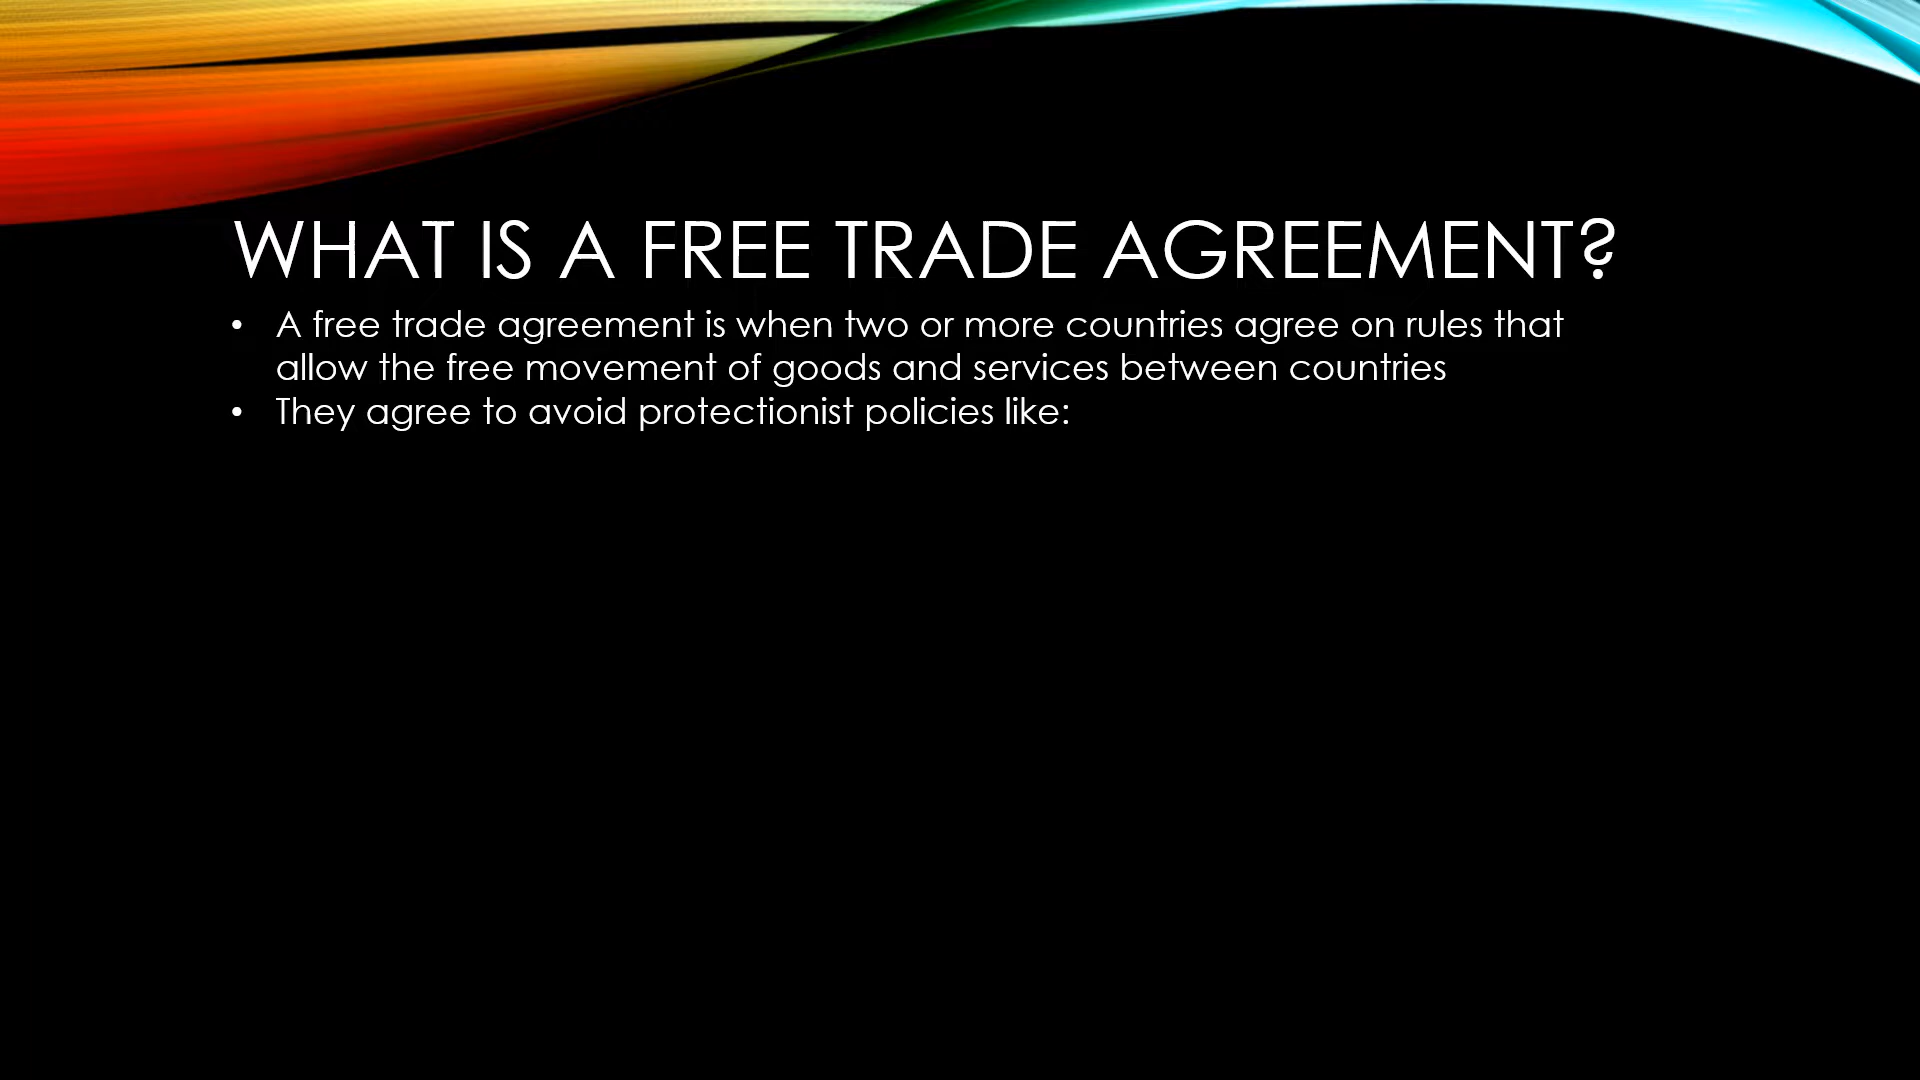 WHAT IS A FREE TRADE AGREEMENT?
• A free trade agreement is when two or more countries agree on rules that
allow the free movement of goods and services between countries
• They agree to avoid protectionist policies like: